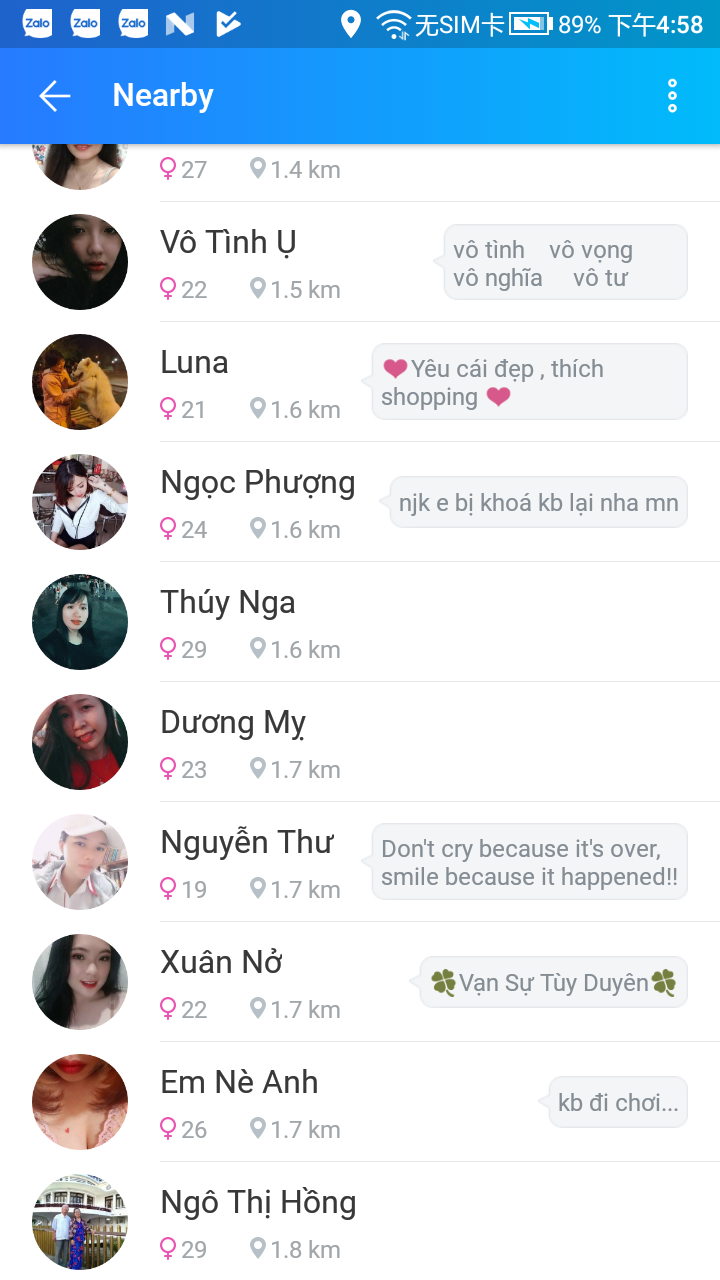 Zalo Zalo Zalo 无SIM卡 89% 下午4:58
Nearby
27 1.4 km
Vô Tình Ụ
22 1.5 km
vô tình vô vọng
vô nghĩa vô tư
Luna
21 1.6 km
❤Yêu cái đẹp , thích
shopping ❤
Ngọc Phượng
24 1.6 km
njk e bị khoá kb lại nha mn
Thúy Nga
29 1.6 km
Dương Mỵ
23 1.7 km
Nguyễn Thư
19 1.7 km
Don't cry because it's over,
smile because it happened!!
Xuân Nở
22 1.7 km
🍀Vạn Sự Tùy Duyên🍀
Em Nè Anh
26 1.7 km
kb đi chơi...
Ngô Thị Hồng
29 1.8 km